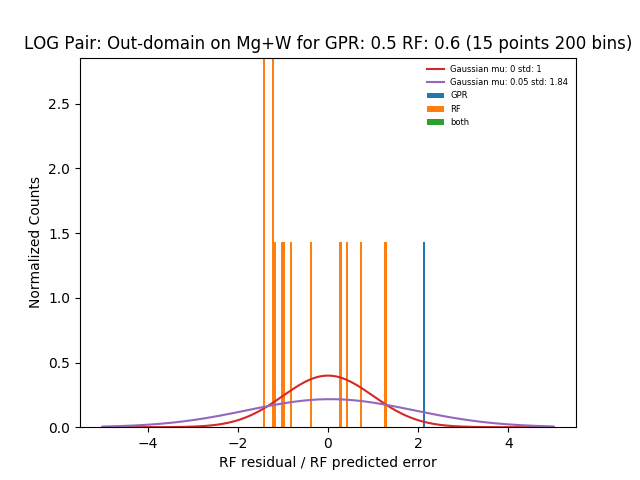 LOG Pair: Out-domain on Mg+W for GPR: 0.5 RF: 0.6 (15 points 200 bins)
Gaussian mu: 0 std: 1
Gaussian mu: 0.05 std: 1.84
GPR
RF
both
Normalized Counts
2.5
2.0
1.5
1.0
0.5
0.0
−4 −2 0 2 4
RF residual / RF predicted error